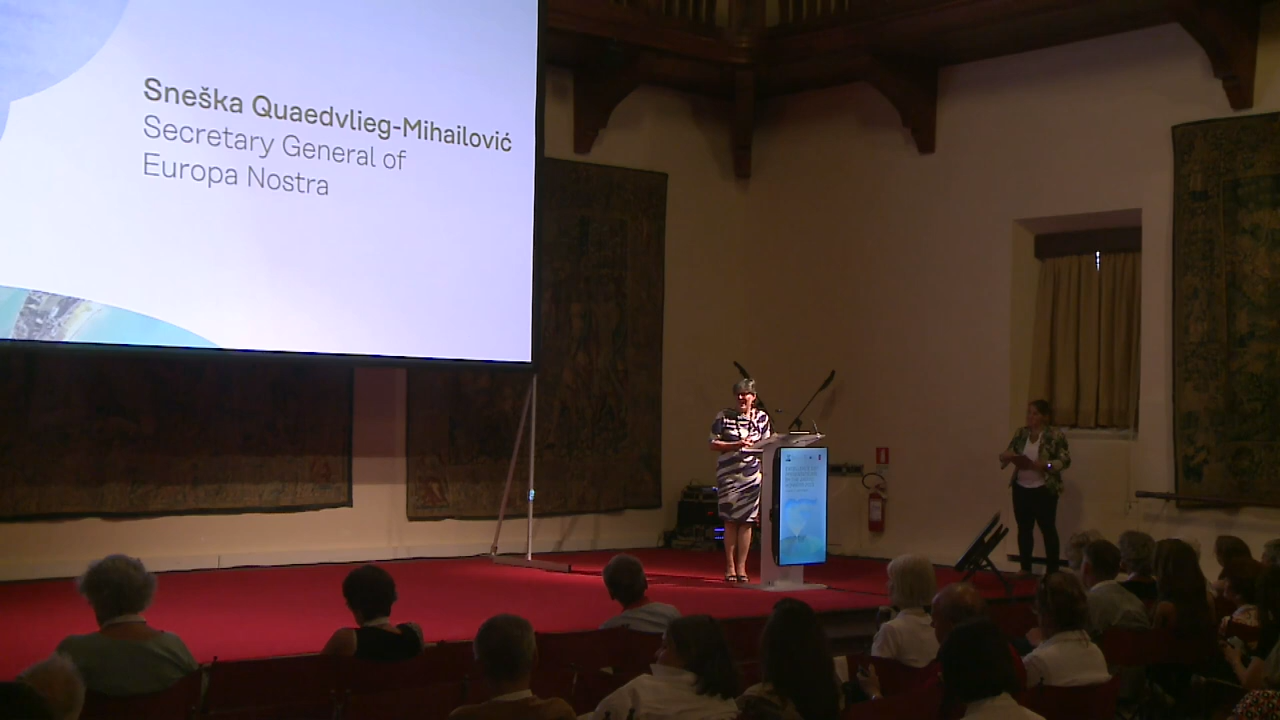 Sneška Quaedvlieg-Mihailović
Secretary General of
Europa Nostra